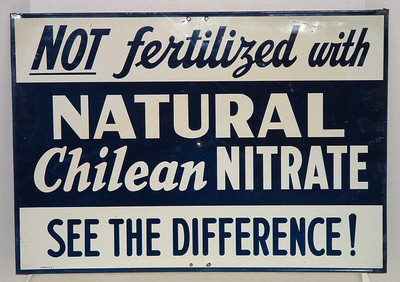 NOT fertilized with
NATURAL
Chilean NITRATE
SEE THE DIFFERENCE!